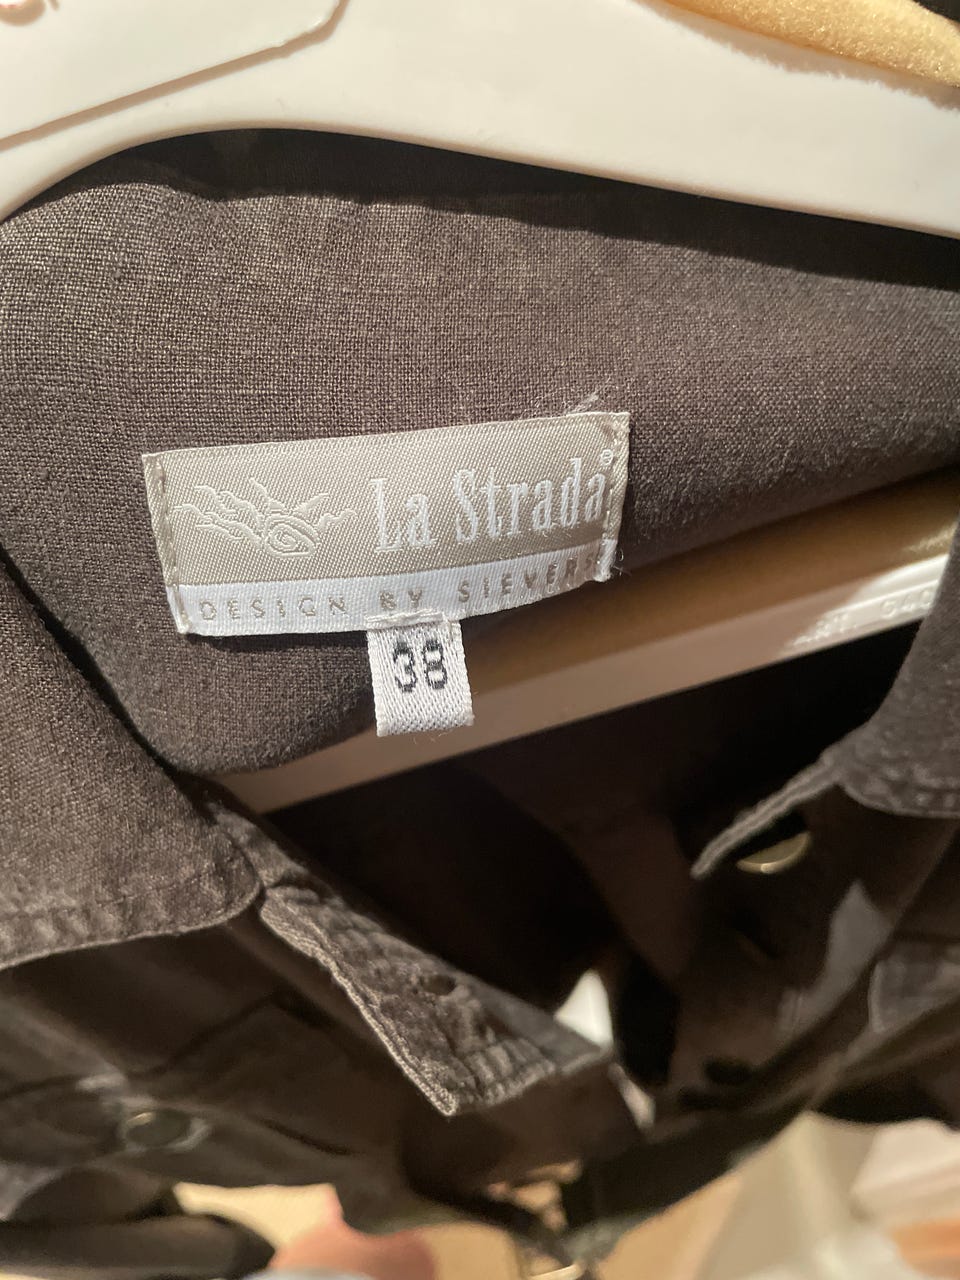 La Strada®
DESIGN BY SIEVERS
38